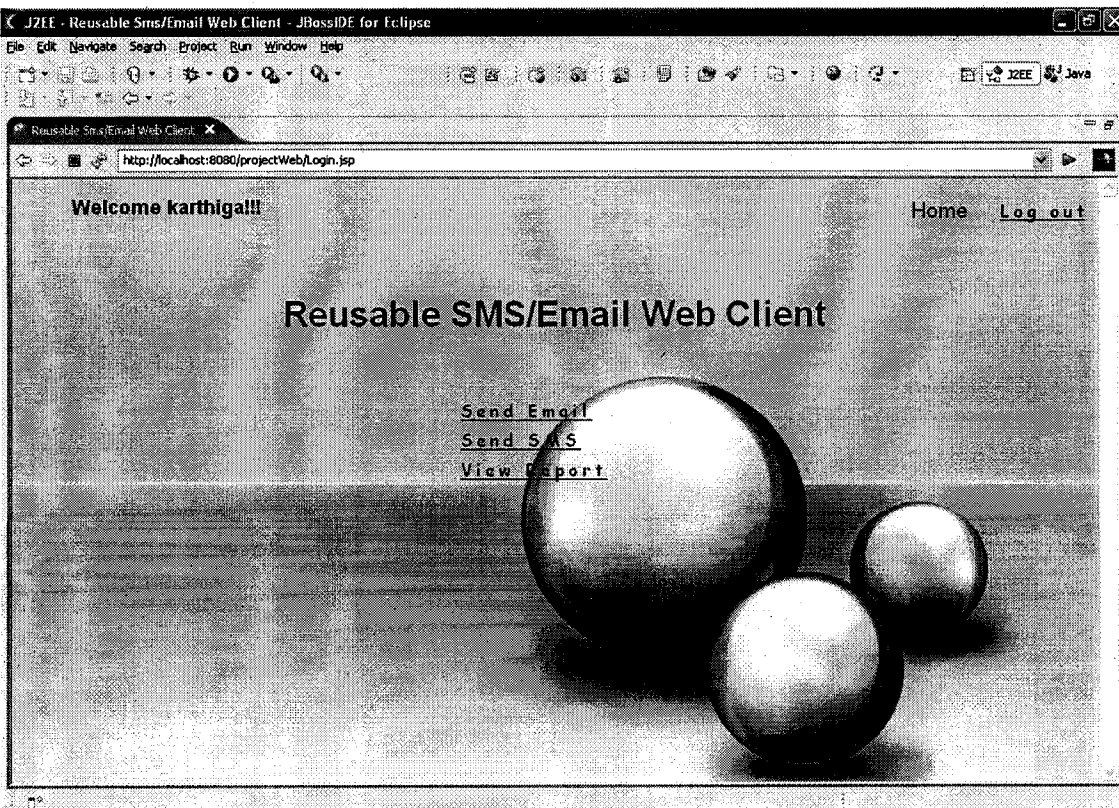 J2EE - Reusable Sms/Email Web Client - JBossIDE for Eclipse
File Edit Navigate Search Project Run Window Help
J2EE Java
Reusable Sms/Email Web Client
http://localhost:8080/projectWeb/Login.jsp
Welcome karthiga!!!
Home Log out
Reusable SMS/Email Web Client
Send Email
Send SMS
View Report